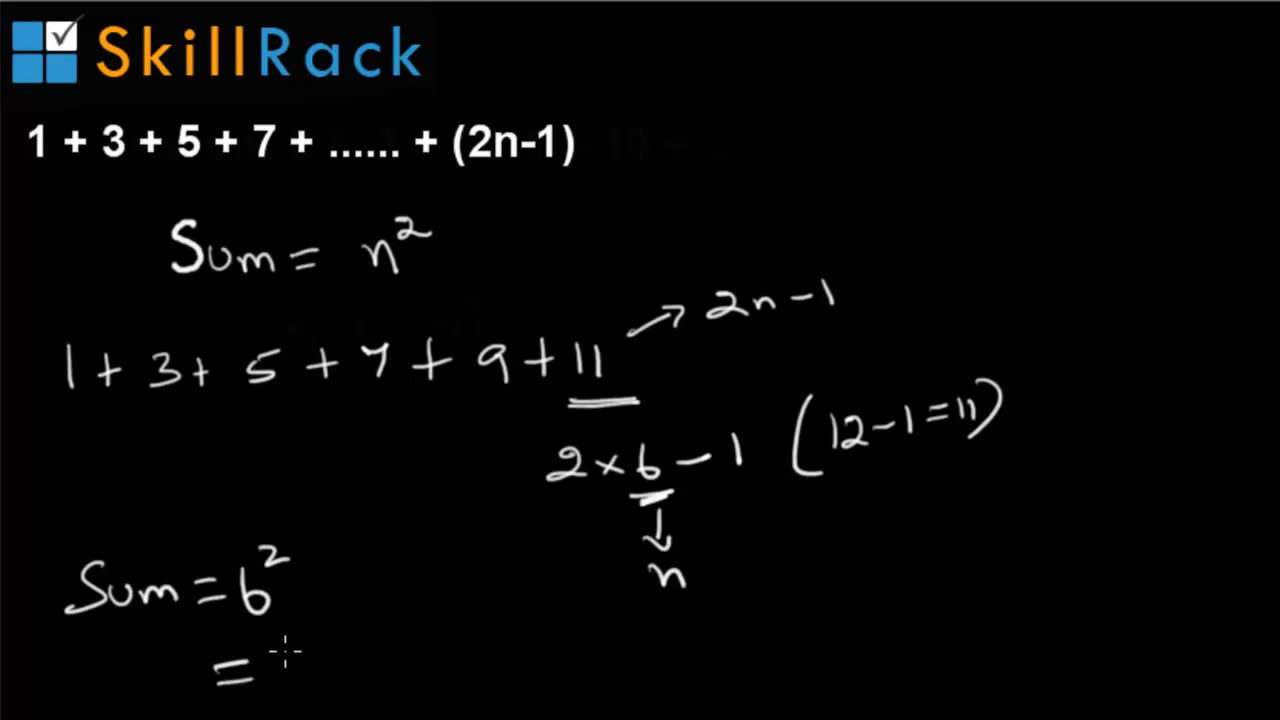 SkillRack
1 + 3 + 5 + 7 + ...... + (2n-1)
Sum = n²
1 + 3 + 5 + 7 + 9 + 11 → 2n - 1
2 × 6 - 1 (12 - 1 = 11)
↓
n
Sum = 6²
=